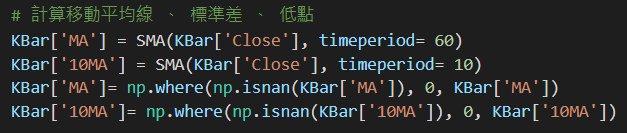 # 計算移動平均線 、 標準差 、 低點
KBar['MA'] = SMA(KBar['Close'], timeperiod= 60)
KBar['10MA'] = SMA(KBar['Close'], timeperiod= 10)
KBar['MA']= np.where(np.isnan(KBar['MA']), 0, KBar['MA'])
KBar['10MA']= np.where(np.isnan(KBar['10MA']), 0, KBar['10MA'])